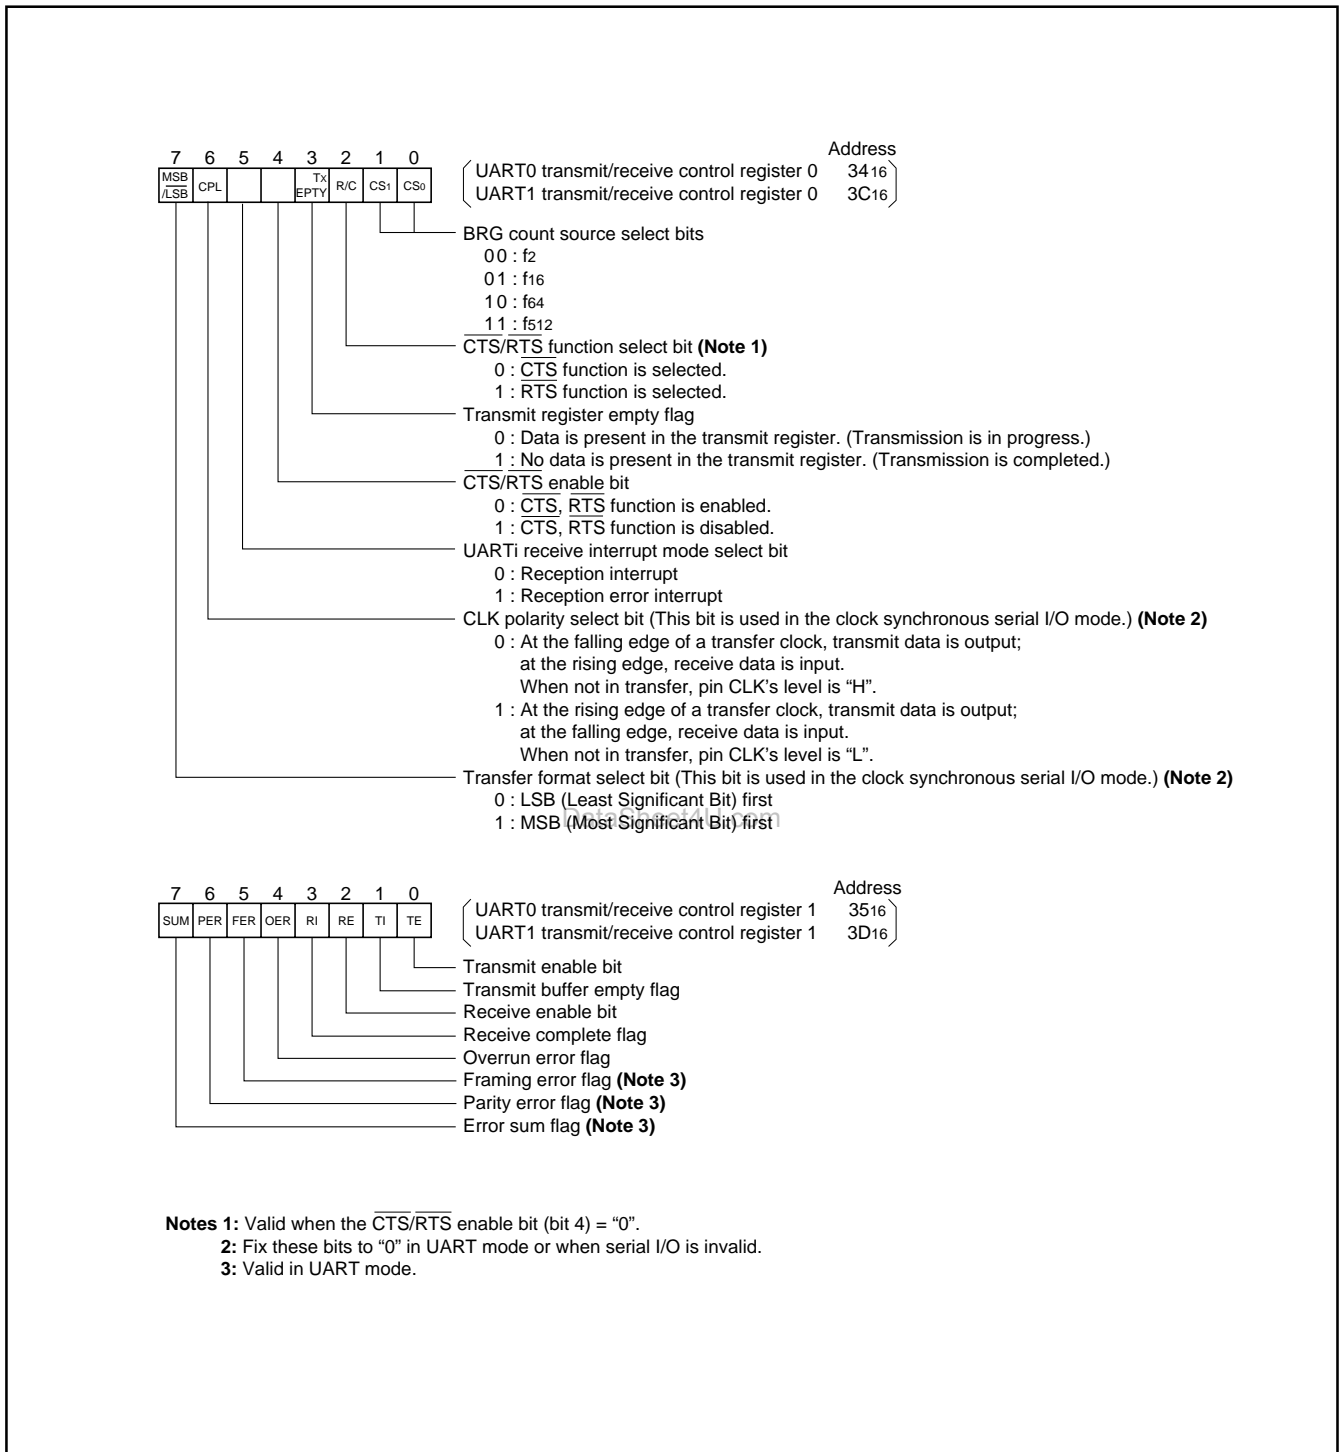 Address
7 6 5 4 3 2 1 0
MSB/LSB CPL TX EPTY R/C CS1 CS0
UART0 transmit/receive control register 0 3416
UART1 transmit/receive control register 0 3C16
BRG count source select bits
0 0 : f2
0 1 : f16
1 0 : f64
1 1 : f512
CTS/RTS function select bit (Note 1)
0 : CTS function is selected.
1 : RTS function is selected.
Transmit register empty flag
0 : Data is present in the transmit register. (Transmission is in progress.)
1 : No data is present in the transmit register. (Transmission is completed.)
CTS/RTS enable bit
0 : CTS, RTS function is enabled.
1 : CTS, RTS function is disabled.
UARTi receive interrupt mode select bit
0 : Reception interrupt
1 : Reception error interrupt
CLK polarity select bit (This bit is used in the clock synchronous serial I/O mode.) (Note 2)
0 : At the falling edge of a transfer clock, transmit data is output;
at the rising edge, receive data is input.
When not in transfer, pin CLK's level is “H”.
1 : At the rising edge of a transfer clock, transmit data is output;
at the falling edge, receive data is input.
When not in transfer, pin CLK's level is “L”.
Transfer format select bit (This bit is used in the clock synchronous serial I/O mode.) (Note 2)
0 : LSB (Least Significant Bit) first
1 : MSB (Most Significant Bit) first
DataSheet4U.com
Address
7 6 5 4 3 2 1 0
SUM PER FER OER RI RE TI TE
UART0 transmit/receive control register 1 3516
UART1 transmit/receive control register 1 3D16
Transmit enable bit
Transmit buffer empty flag
Receive enable bit
Receive complete flag
Overrun error flag
Framing error flag (Note 3)
Parity error flag (Note 3)
Error sum flag (Note 3)
Notes 1: Valid when the CTS/RTS enable bit (bit 4) = “0”.
2: Fix these bits to “0” in UART mode or when serial I/O is invalid.
3: Valid in UART mode.